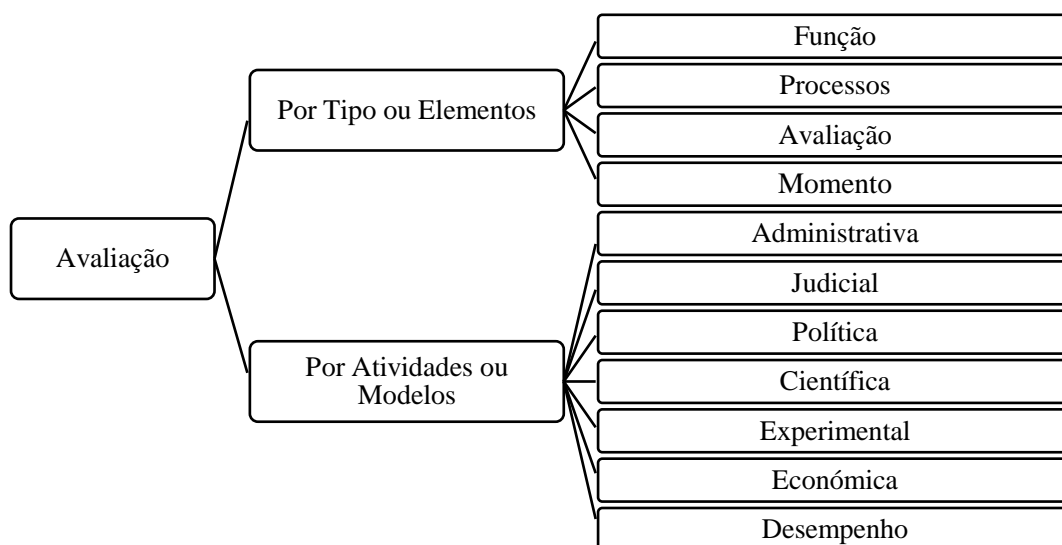 Avaliação
Por Tipo ou Elementos
Função
Processos
Avaliação
Momento
Por Atividades ou
Modelos
Administrativa
Judicial
Política
Científica
Experimental
Económica
Desempenho